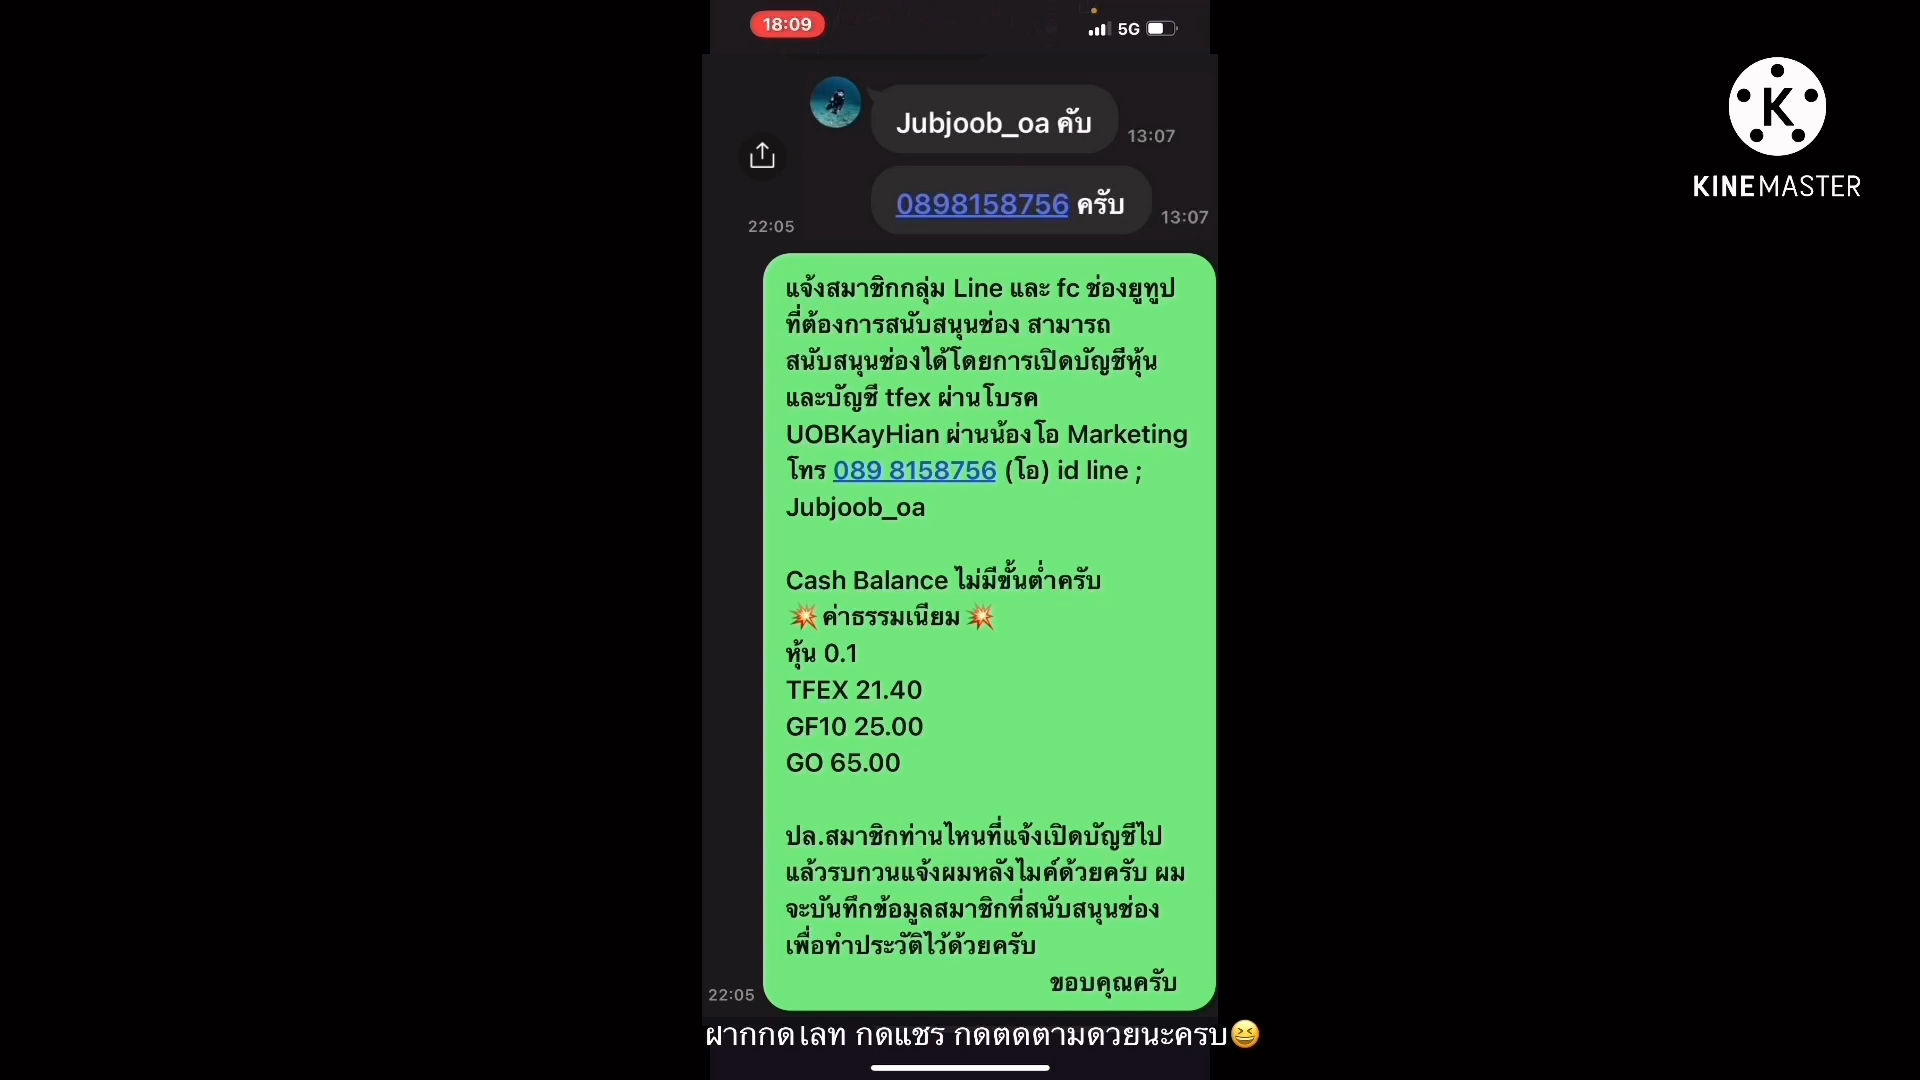 18:09
5G
Jubjoob_oa คับ
13:07
0898158756 ครับ
13:07
22:05
แจ้งสมาชิกกลุ่ม Line และ fc ช่องยูทูป
ที่ต้องการสนับสนุนช่อง สามารถ
สนับสนุนช่องได้โดยการเปิดบัญชีหุ้น
และบัญชี tfex ผ่านโบรค
UOBKayHian ผ่านน้องโอ Marketing
โทร 089 8158756 (โอ) id line ;
Jubjoob_oa
Cash Balance ไม่มีขั้นต่ำครับ
💥ค่าธรรมเนียม💥
หุ้น 0.1
TFEX 21.40
GF10 25.00
GO 65.00
ปล.สมาชิกท่านไหนที่แจ้งเปิดบัญชีไป
แล้วรบกวนแจ้งผมหลังไมค์ด้วยครับ ผม
จะบันทึกข้อมูลสมาชิกที่สนับสนุนช่อง
เพื่อทำประวัติไว้ด้วยครับ
ขอบคุณครับ
22:05
ฝากกดไลท์ กดแชร์ กดติดตามด้วยนะครับ😆
K
KINEMASTER